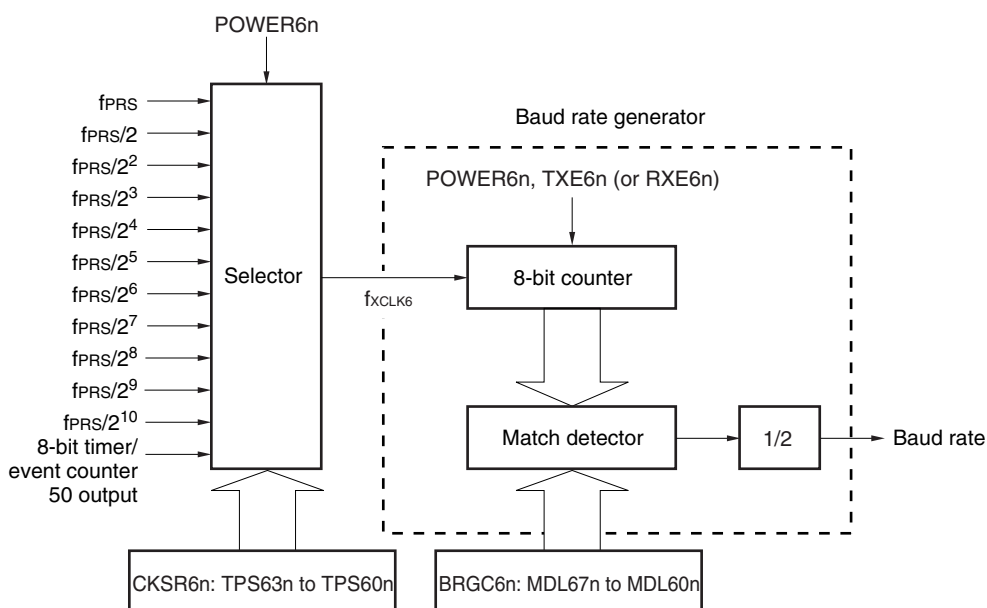 POWER6n
fPRS
fPRS/2
fPRS/2²
fPRS/2³
fPRS/2⁴
fPRS/2⁵
fPRS/2⁶
fPRS/2⁷
fPRS/2⁸
fPRS/2⁹
fPRS/2¹⁰
8-bit timer/
event counter
50 output
Selector
fXCLK6
Baud rate generator
POWER6n, TXE6n (or RXE6n)
8-bit counter
Match detector
1/2
Baud rate
CKSR6n: TPS63n to TPS60n
BRGC6n: MDL67n to MDL60n